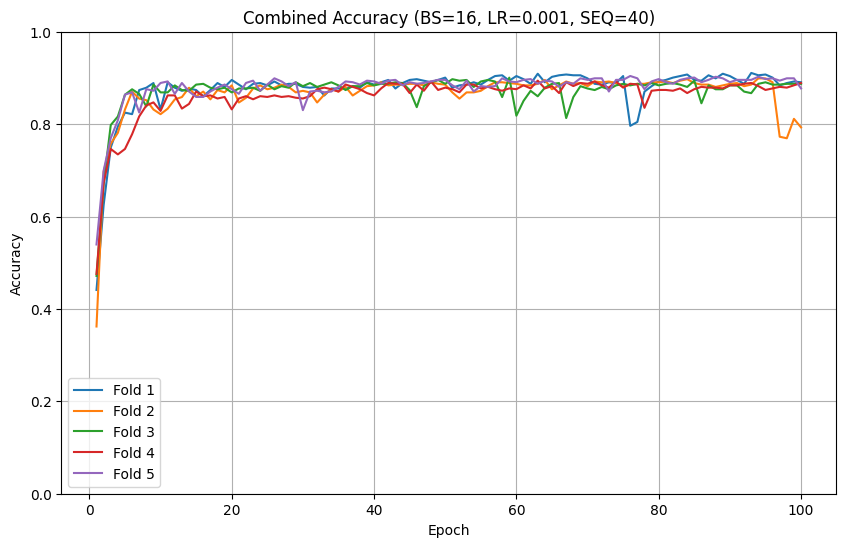 Combined Accuracy (BS=16, LR=0.001, SEQ=40)
1.0
0.8
0.6
0.4
0.2
0.0
Accuracy
Fold 1
Fold 2
Fold 3
Fold 4
Fold 5
0 20 40 60 80 100
Epoch